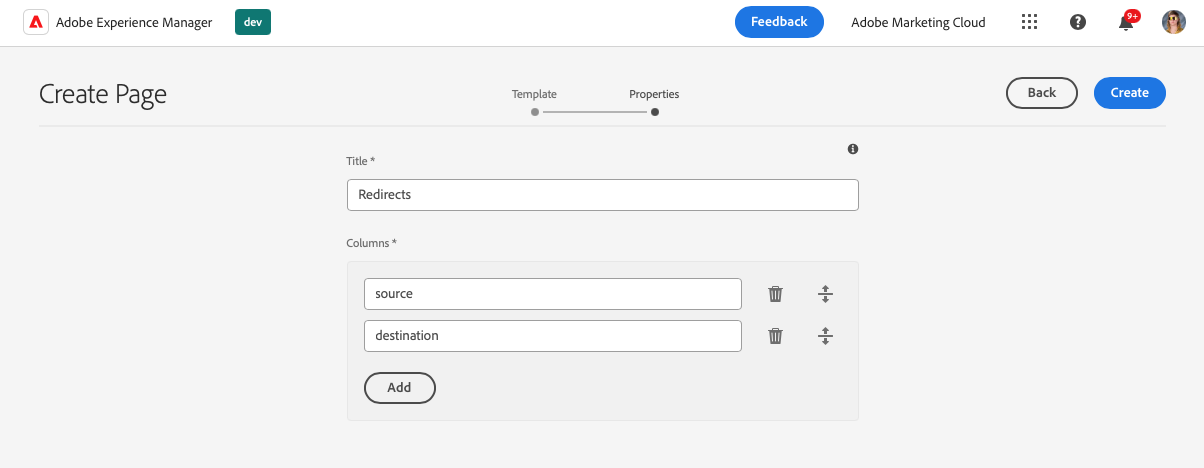 Adobe Experience Manager
dev
Feedback
Adobe Marketing Cloud
9+
Create Page
Template
Properties
Back
Create
Title *
Redirects
Columns *
source
destination
Add